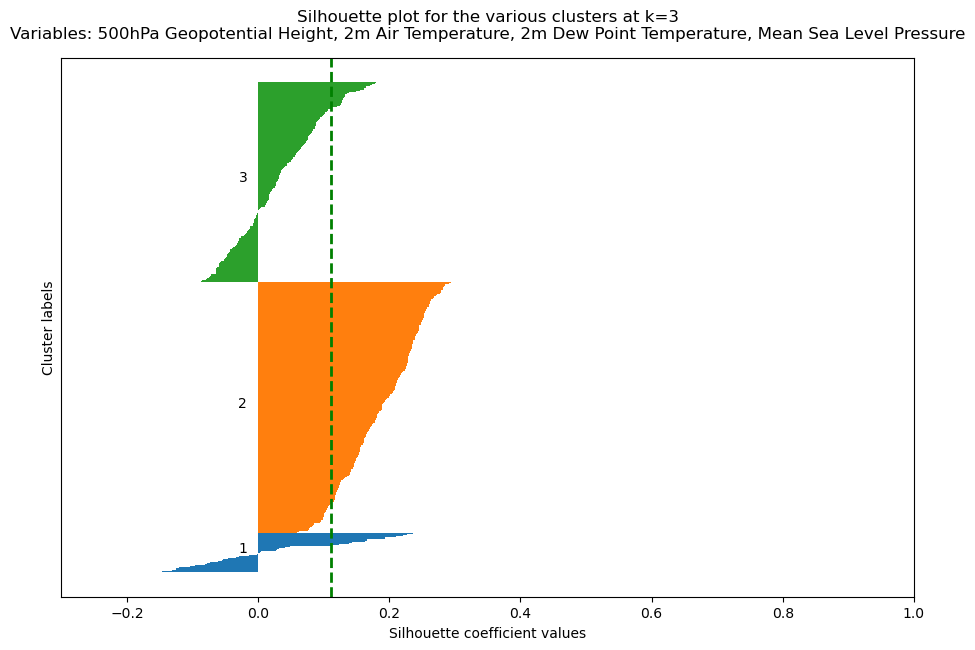 Silhouette plot for the various clusters at k=3
Variables: 500hPa Geopotential Height, 2m Air Temperature, 2m Dew Point Temperature, Mean Sea Level Pressure
3
2
1
Cluster labels
−0.2 0.0 0.2 0.4 0.6 0.8 1.0
Silhouette coefficient values